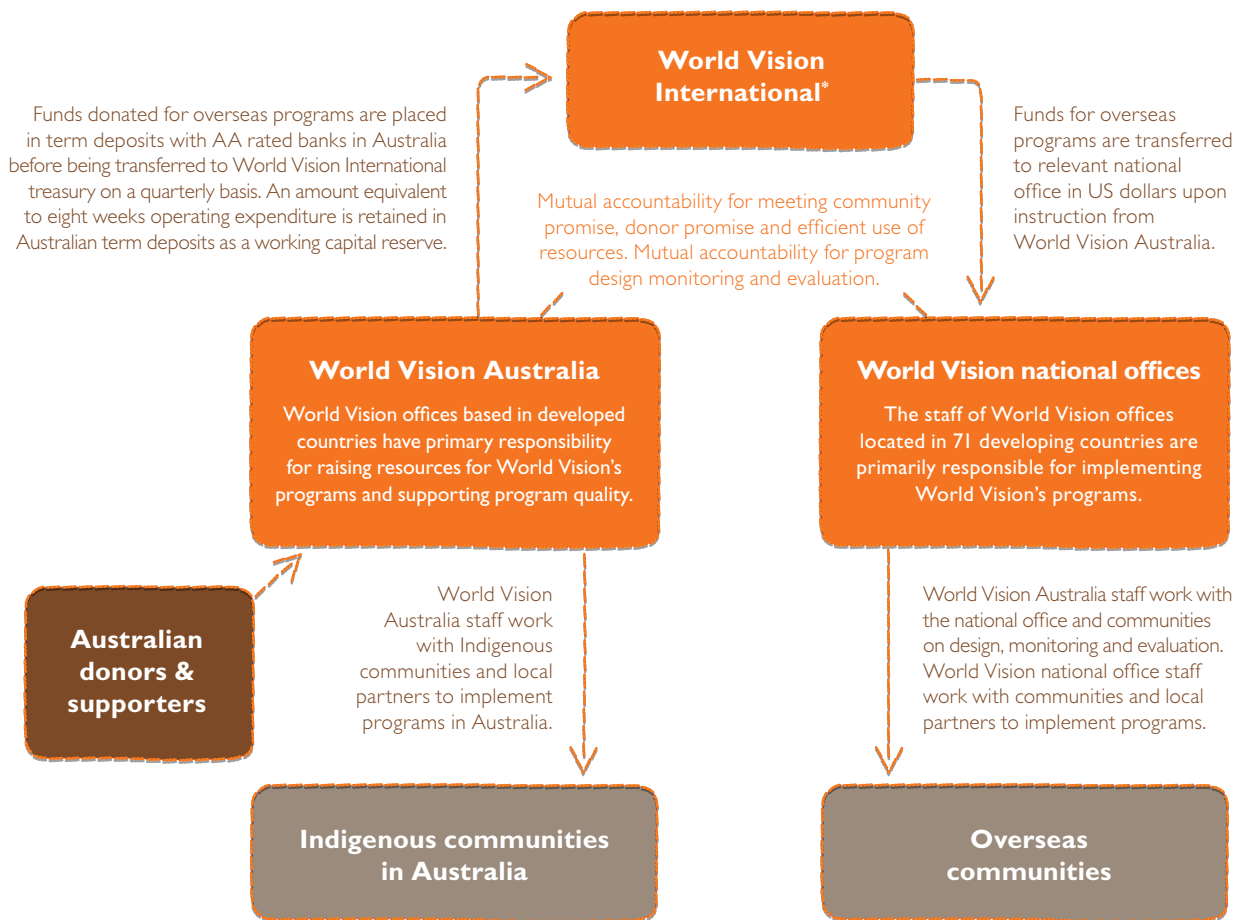 World Vision
International*
Funds donated for overseas programs are placed
in term deposits with AA rated banks in Australia
before being transferred to World Vision International
treasury on a quarterly basis. An amount equivalent
to eight weeks operating expenditure is retained in
Australian term deposits as a working capital reserve.
Funds for overseas
programs are transferred
to relevant national
office in US dollars upon
instruction from
World Vision Australia.
Mutual accountability for meeting community
promise, donor promise and efficient use of
resources. Mutual accountability for program
design monitoring and evaluation.
World Vision Australia
World Vision offices based in developed
countries have primary responsibility
for raising resources for World Vision's
programs and supporting program quality.
World Vision national offices
The staff of World Vision offices
located in 71 developing countries are
primarily responsible for implementing
World Vision's programs.
Australian
donors &
supporters
World Vision
Australia staff work
with Indigenous
communities and local
partners to implement
programs in Australia.
World Vision Australia staff work with
the national office and communities
on design, monitoring and evaluation.
World Vision national office staff
work with communities and local
partners to implement programs.
Indigenous communities
in Australia
Overseas
communities